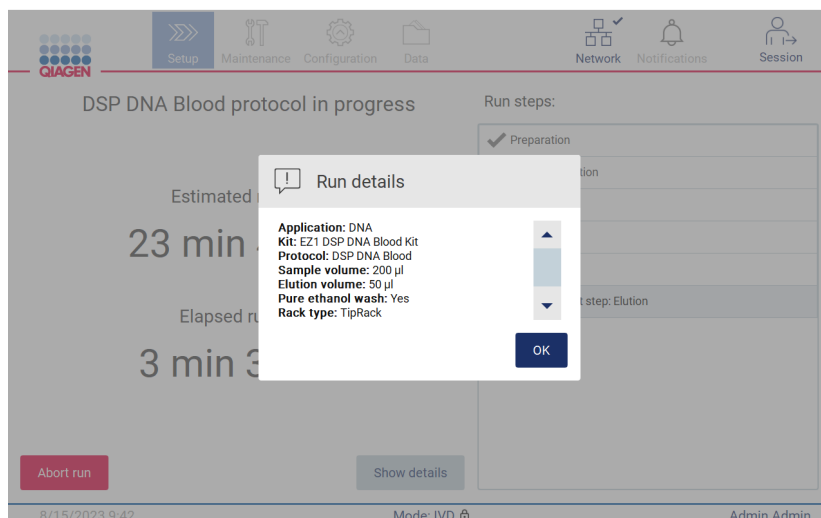 QIAGEN
Setup
Maintenance
Configuration
Data
Network
Notifications
Session
DSP DNA Blood protocol in progress
Run steps:
Preparation
Run details
Estimated
23 min
Application: DNA
Kit: EZ1 DSP DNA Blood Kit
Protocol: DSP DNA Blood
Sample volume: 200 µl
Elution volume: 50 µl
Pure ethanol wash: Yes
Rack type: TipRack
step: Elution
Elapsed
3 min
OK
Abort run
Show details
8/15/2023 9:42
Mode: IVD
Admin Admin